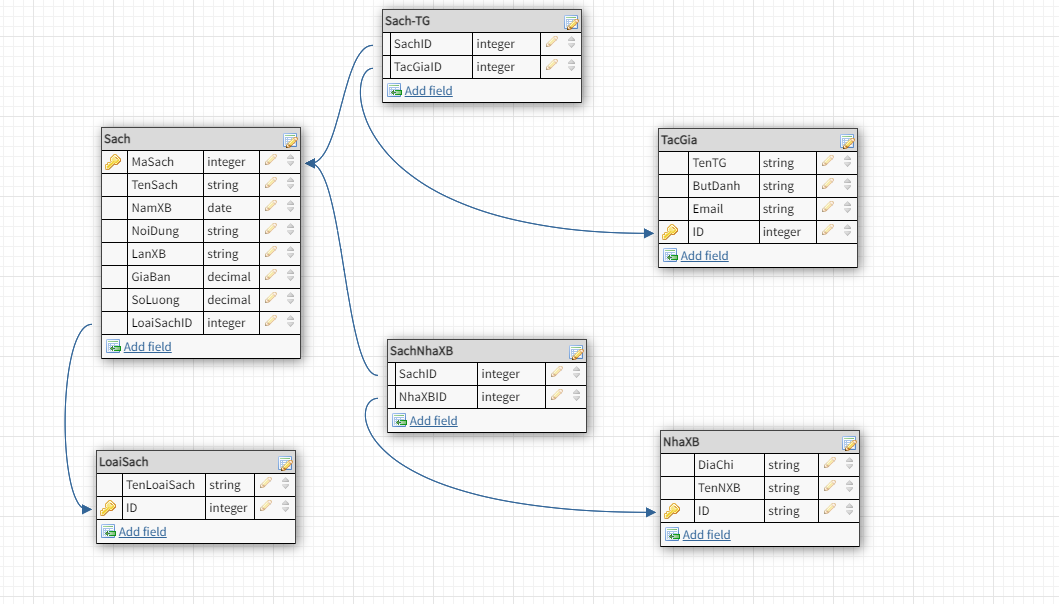 Sach-TG
SachID integer
TacGiaID integer
Add field
Sach
MaSach integer
TenSach string
NamXB date
NoiDung string
LanXB string
GiaBan decimal
SoLuong decimal
LoaiSachID integer
Add field
TacGia
TenTG string
ButDanh string
Email string
ID integer
Add field
SachNhaXB
SachID integer
NhaXBID integer
Add field
LoaiSach
TenLoaiSach string
ID integer
Add field
NhaXB
DiaChi string
TenNXB string
ID string
Add field